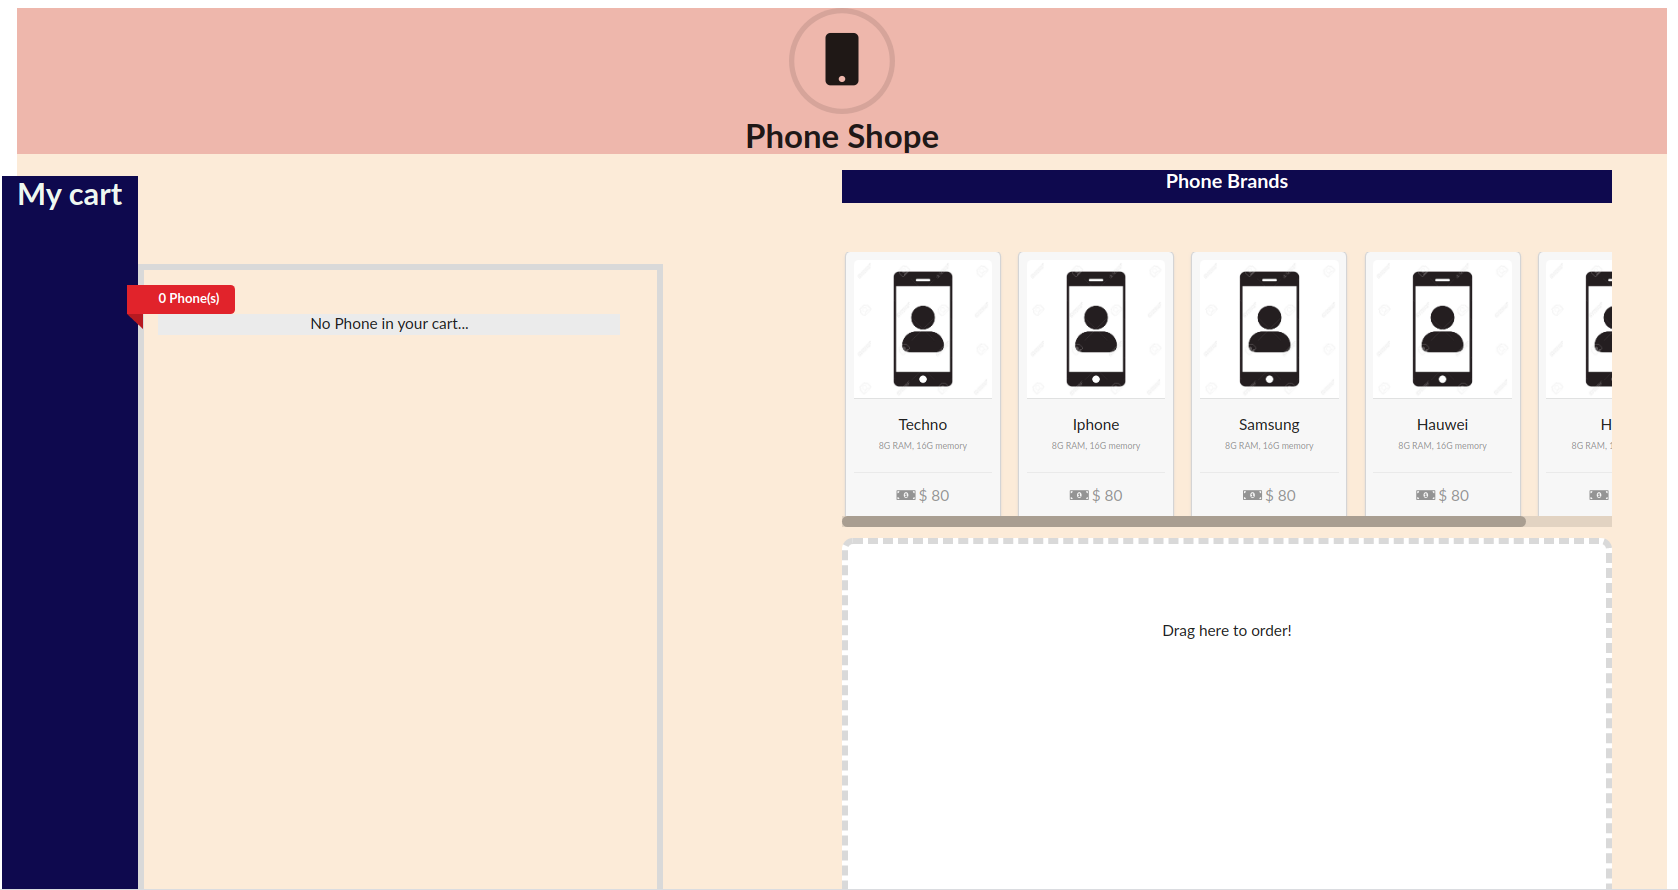 Phone Shope
My cart
0 Phone(s)
No Phone in your cart...
Phone Brands
Techno
8G RAM, 16G memory
$ 80
Iphone
8G RAM, 16G memory
$ 80
Samsung
8G RAM, 16G memory
$ 80
Hauwei
8G RAM, 16G memory
$ 80
H
8G RAM, 1
Drag here to order!